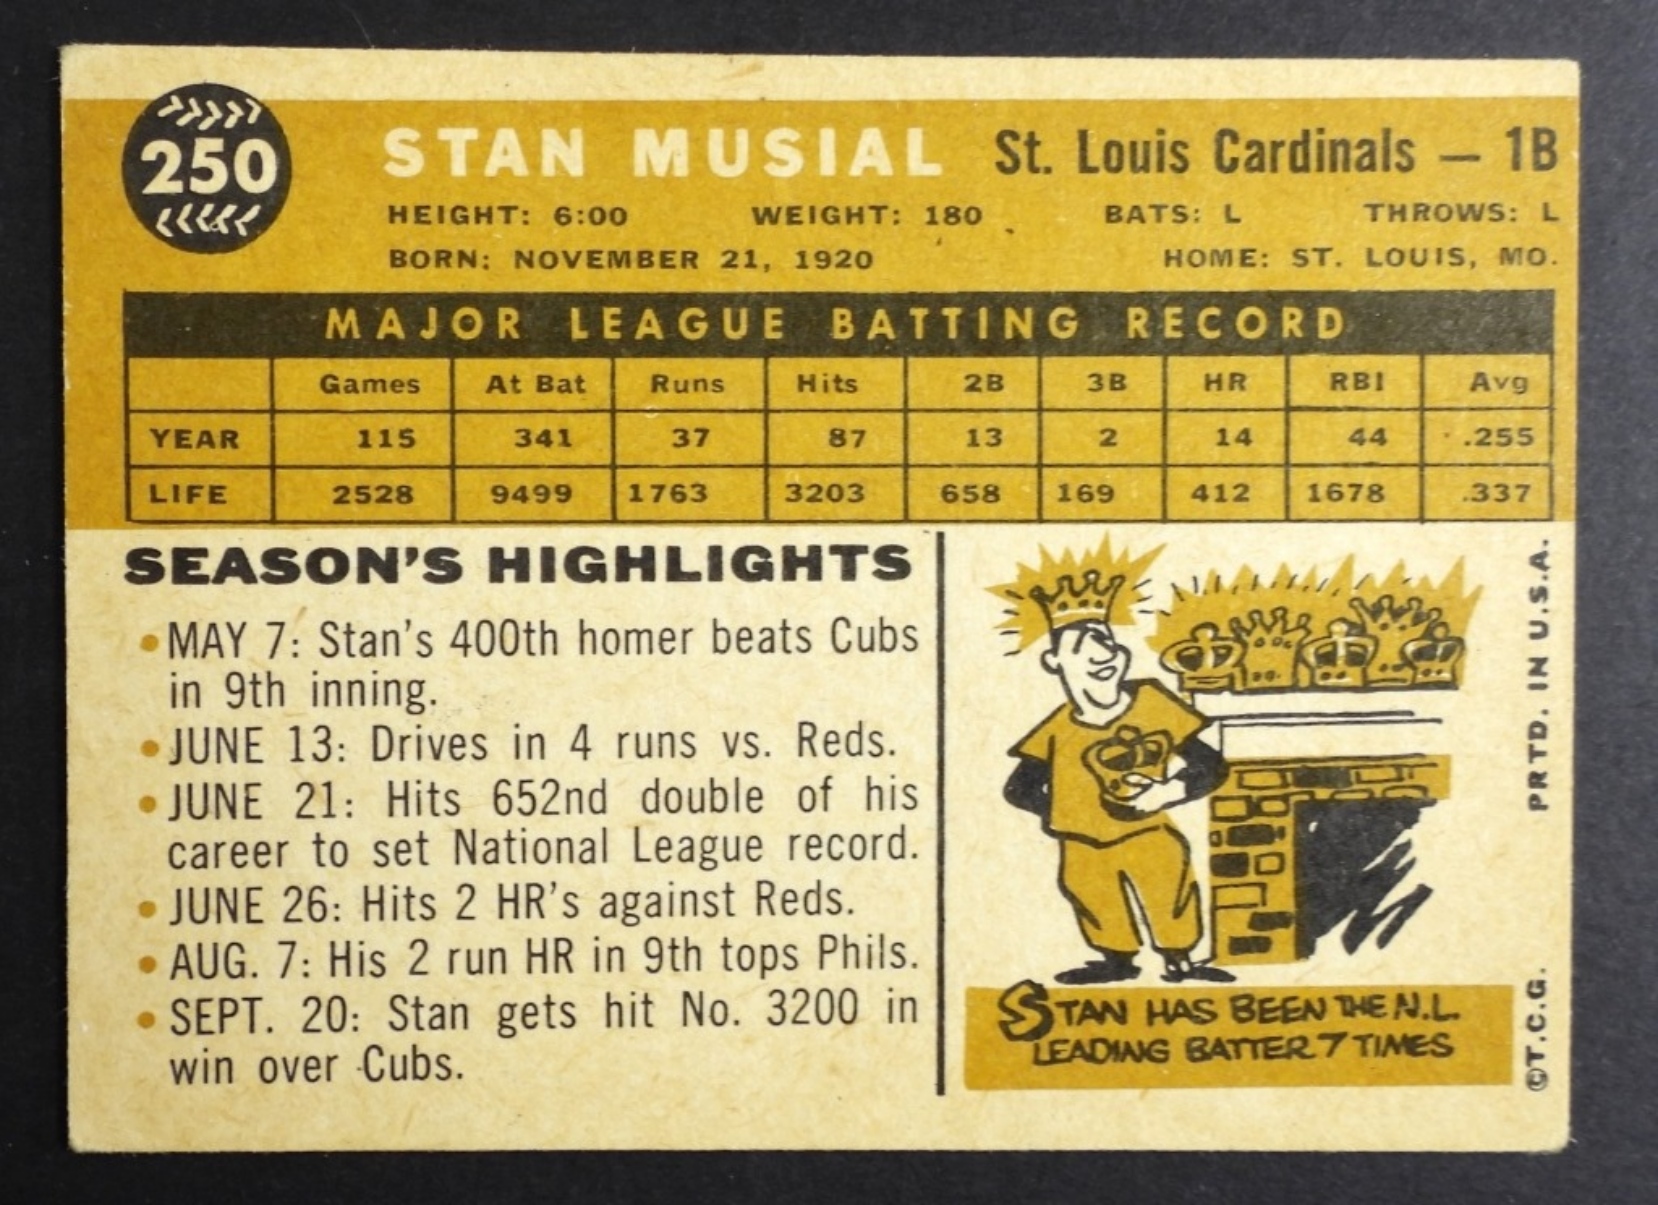 250
STAN MUSIAL St. Louis Cardinals — 1B
HEIGHT: 6:00 WEIGHT: 180 BATS: L THROWS: L
BORN: NOVEMBER 21, 1920 HOME: ST. LOUIS, MO.
MAJOR LEAGUE BATTING RECORD
Games At Bat Runs Hits 2B 3B HR RBI Avg
YEAR 115 341 37 87 13 2 14 44 .255
LIFE 2528 9499 1763 3203 658 169 412 1678 .337
SEASON'S HIGHLIGHTS
• MAY 7: Stan's 400th homer beats Cubs
in 9th inning.
• JUNE 13: Drives in 4 runs vs. Reds.
• JUNE 21: Hits 652nd double of his
career to set National League record.
• JUNE 26: Hits 2 HR's against Reds.
• AUG. 7: His 2 run HR in 9th tops Phils.
• SEPT. 20: Stan gets hit No. 3200 in
win over Cubs.
STAN HAS BEEN THE N.L.
LEADING BATTER 7 TIMES
©T.C.G. PRTD. IN U.S.A.